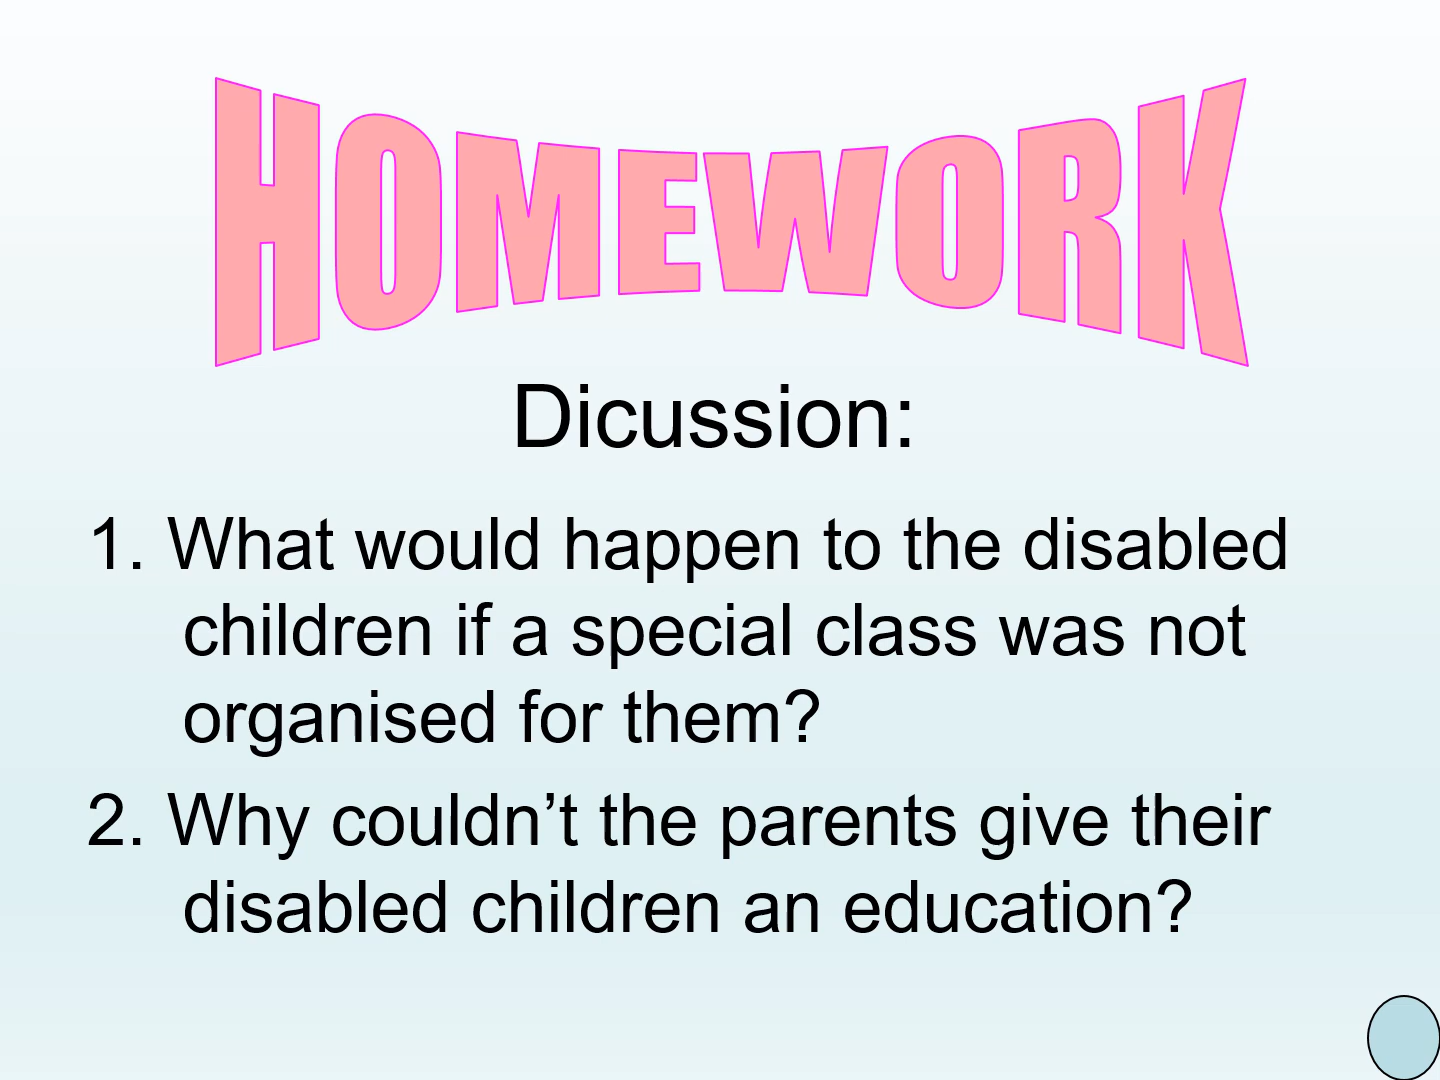 HOMEWORK
Dicussion:
1. What would happen to the disabled
children if a special class was not
organised for them?
2. Why couldn’t the parents give their
disabled children an education?